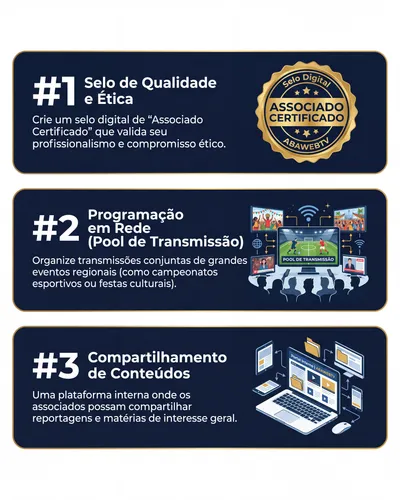 #1
Selo de Qualidade
e Ética
Crie um selo digital de “Associado
Certificado” que valida seu
profissionalismo e compromisso ético.
Selo Digital
ASSOCIADO
CERTIFICADO
ABAWEBTV
#2
Programação
em Rede
(Pool de Transmissão)
Organize transmissões conjuntas de grandes
eventos regionais (como campeonatos
esportivos ou festas culturais).
POOL DE TRANSMISSÃO
#3
Compartilhamento
de Conteúdos
Uma plataforma interna onde os
associados possam compartilhar
reportagens e matérias de interesse geral.